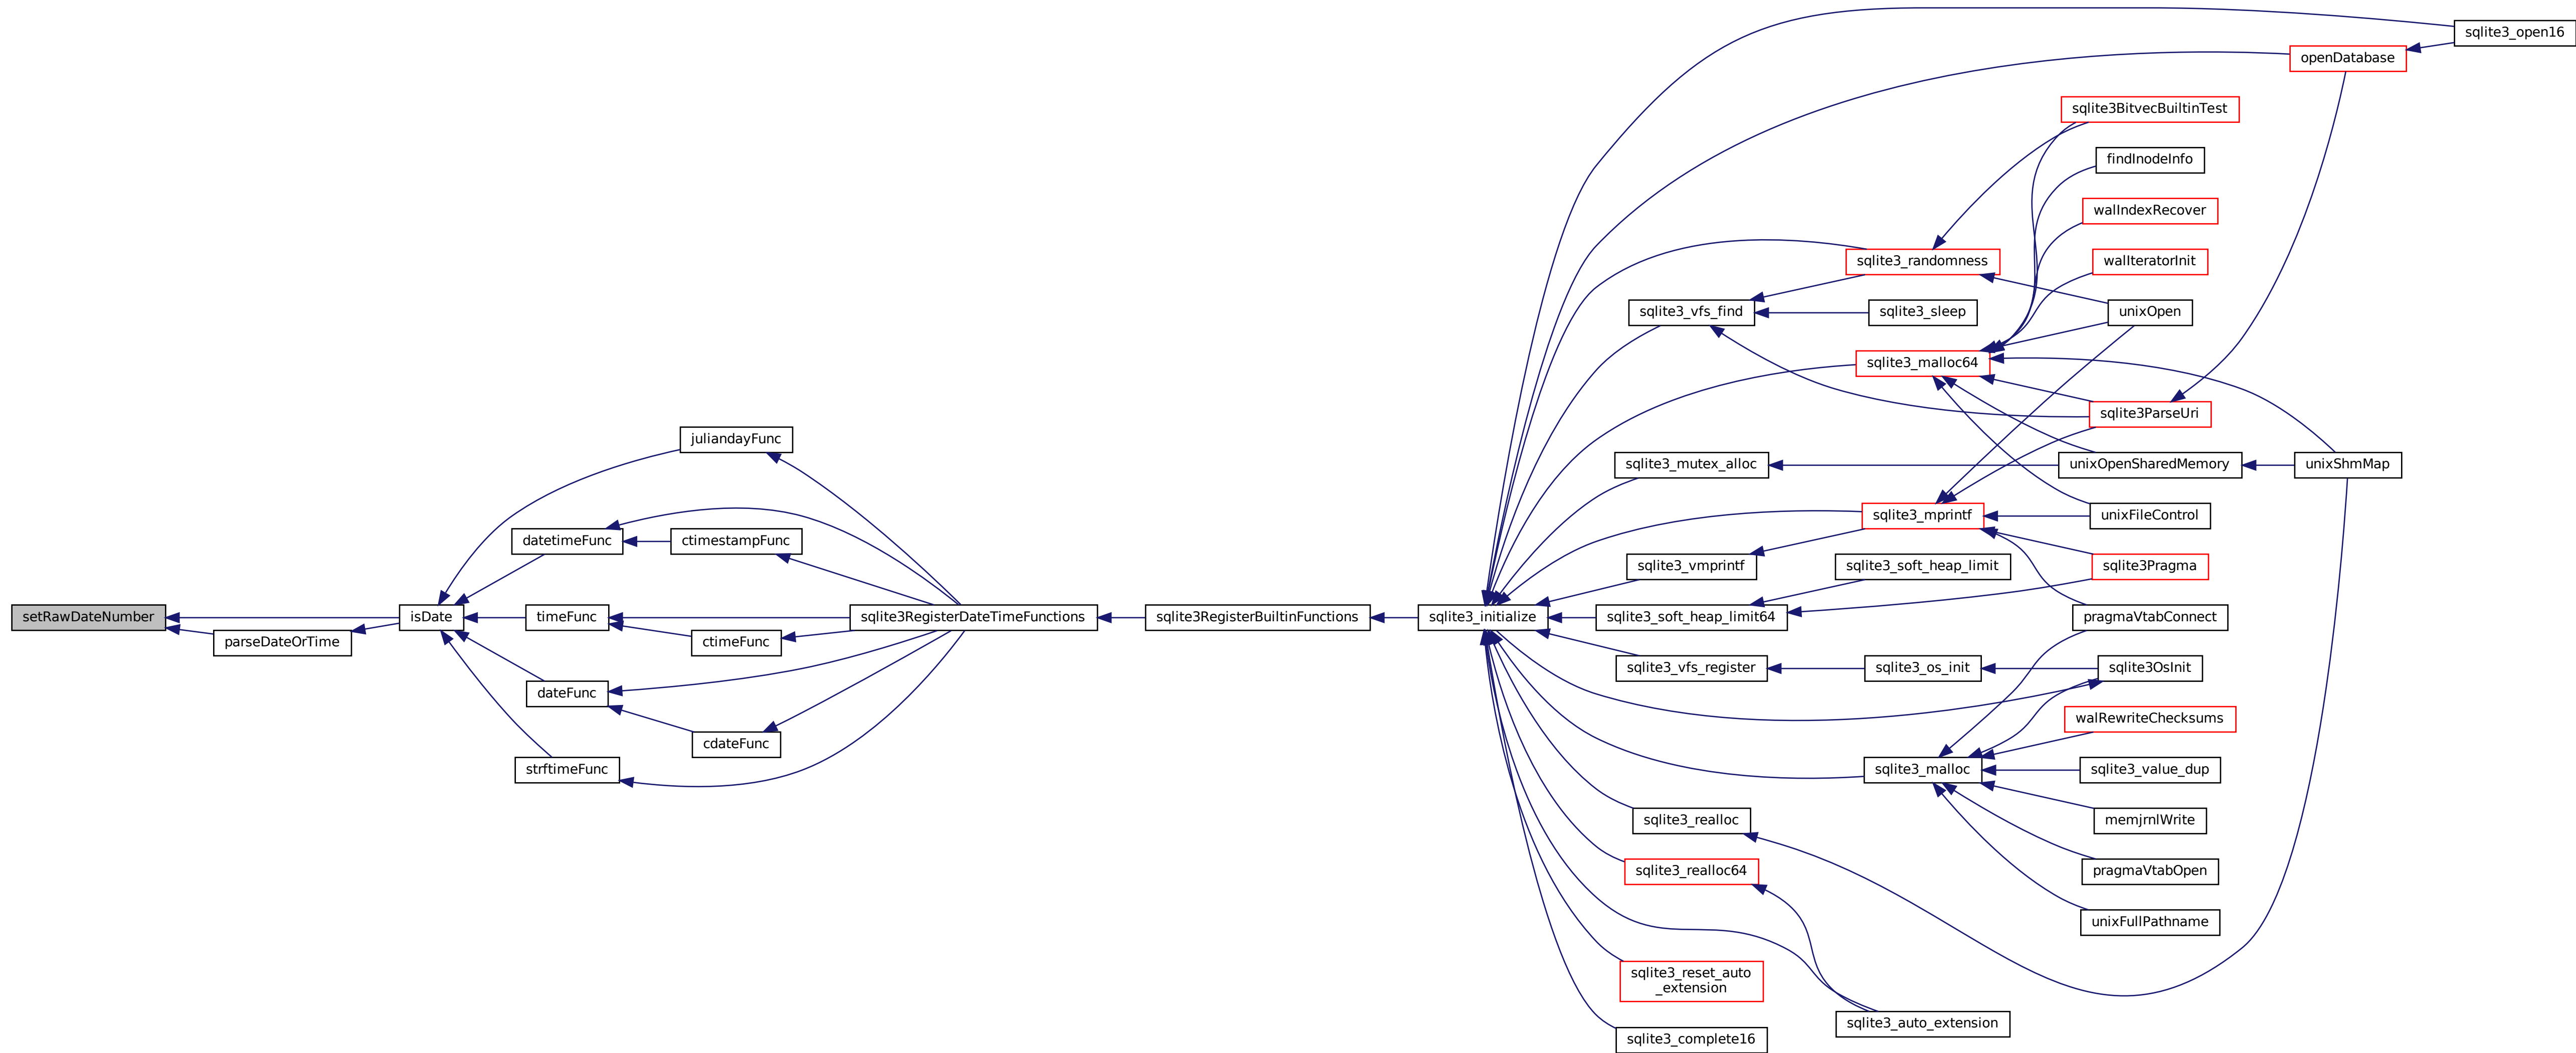 sqlite3_open16
openDatabase
sqlite3BitvecBuiltinTest
findInodeInfo
walIndexRecover
walIteratorInit
sqlite3_randomness
sqlite3_vfs_find
sqlite3_sleep
unixOpen
sqlite3_malloc64
sqlite3ParseUri
juliandayFunc
sqlite3_mutex_alloc
unixOpenSharedMemory
unixShmMap
sqlite3_mprintf
unixFileControl
datetimeFunc
ctimestampFunc
sqlite3_vmprintf
sqlite3_soft_heap_limit
sqlite3Pragma
setRawDateNumber
isDate
timeFunc
sqlite3RegisterDateTimeFunctions
sqlite3RegisterBuiltinFunctions
sqlite3_initialize
sqlite3_soft_heap_limit64
pragmaVtabConnect
parseDateOrTime
ctimeFunc
sqlite3_vfs_register
sqlite3_os_init
sqlite3OsInit
dateFunc
walRewriteChecksums
cdateFunc
strftimeFunc
sqlite3_malloc
sqlite3_value_dup
sqlite3_realloc
memjrnlWrite
sqlite3_realloc64
pragmaVtabOpen
unixFullPathname
sqlite3_reset_auto
_extension
sqlite3_auto_extension
sqlite3_complete16